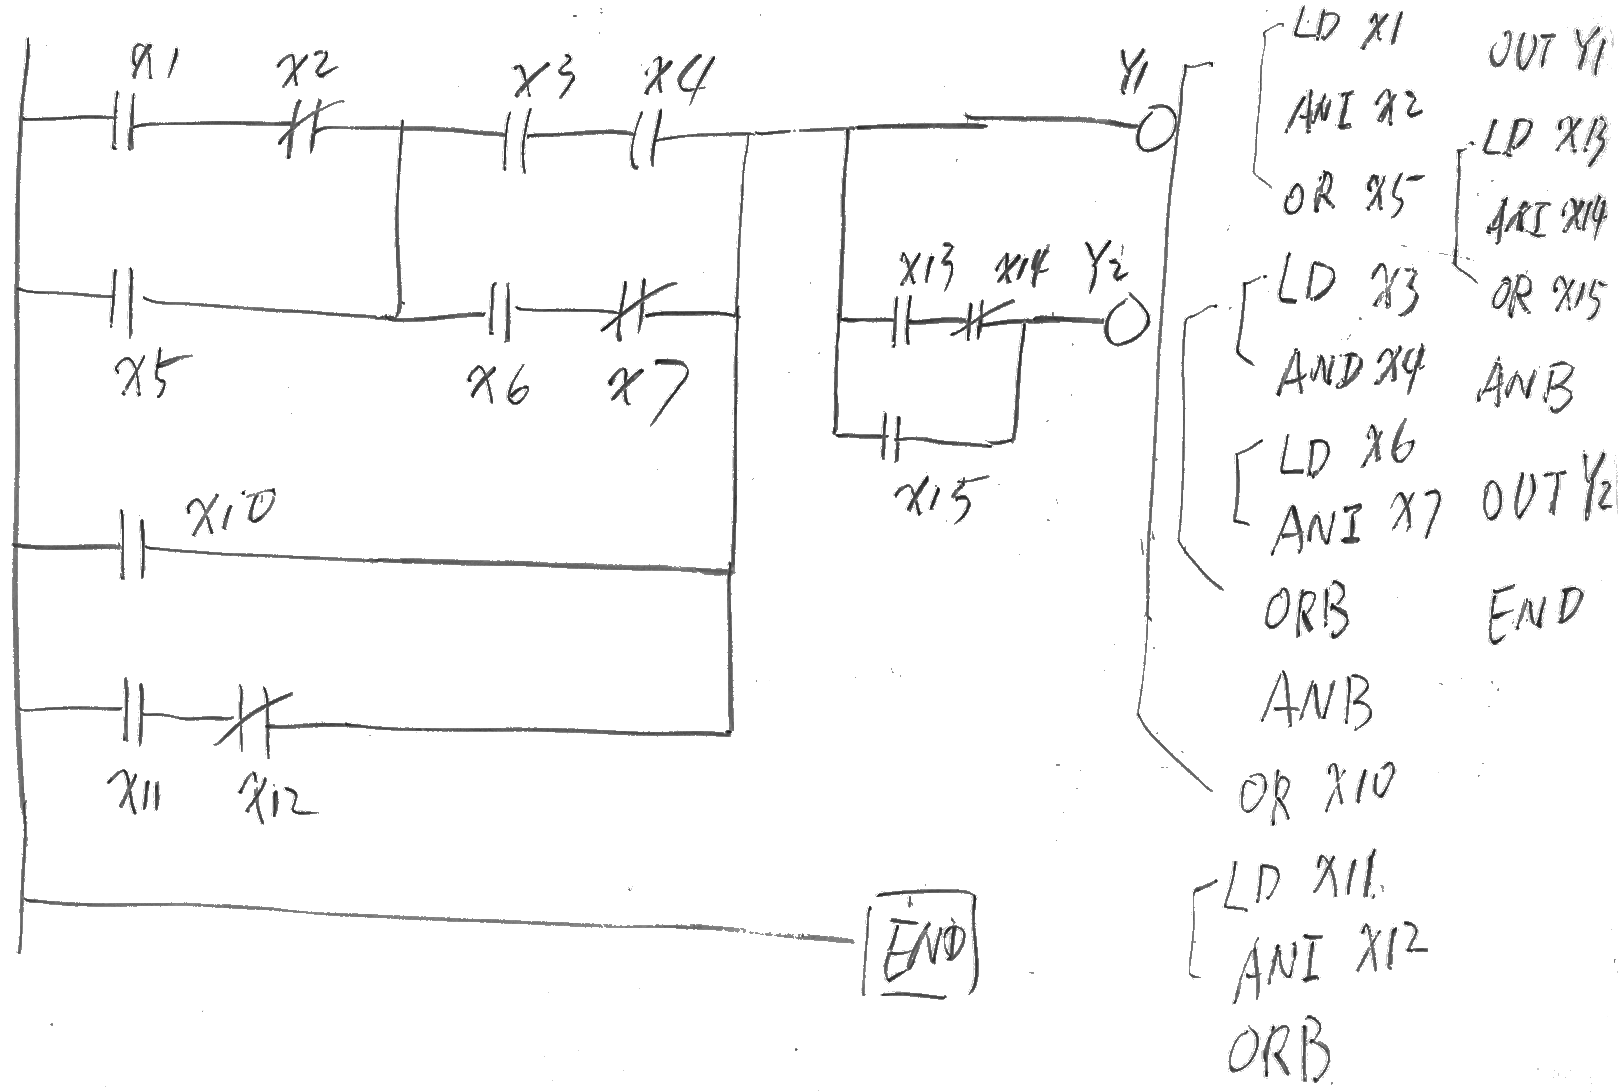 X1 X2 X3 X4 Y1
X13 X14 Y2
X5 X6 X7
X15
X10
X11 X12
END
LD X1
ANI X2
OR X5
LD X3
AND X4
LD X6
ANI X7
ORB
ANB
OR X10
LD X11
ANI X12
ORB
OUT Y1
LD X13
ANI X14
OR X15
ANB
OUT Y2
END